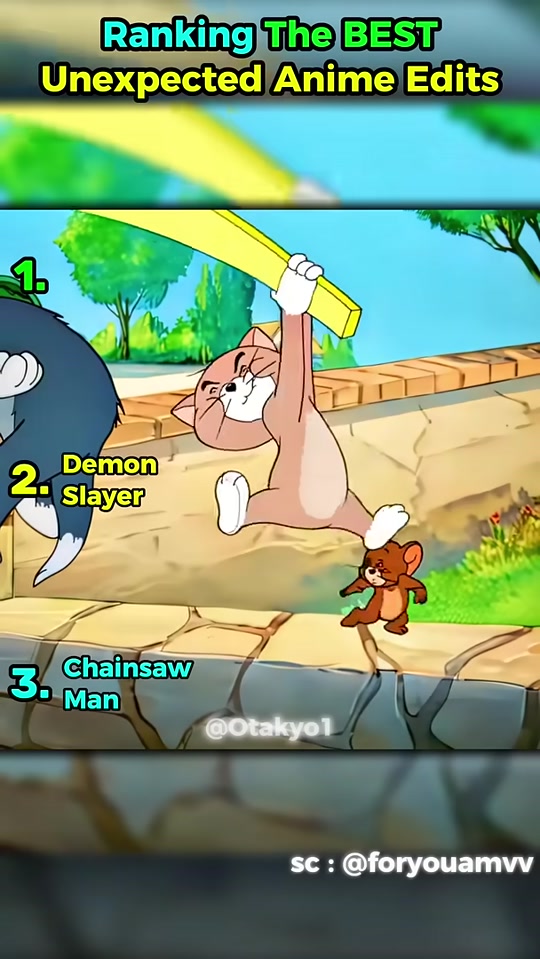 Ranking The BEST
Unexpected Anime Edits
1.
2. Demon
Slayer
3. Chainsaw
Man
@Otakyo1
sc : @foryouamvv